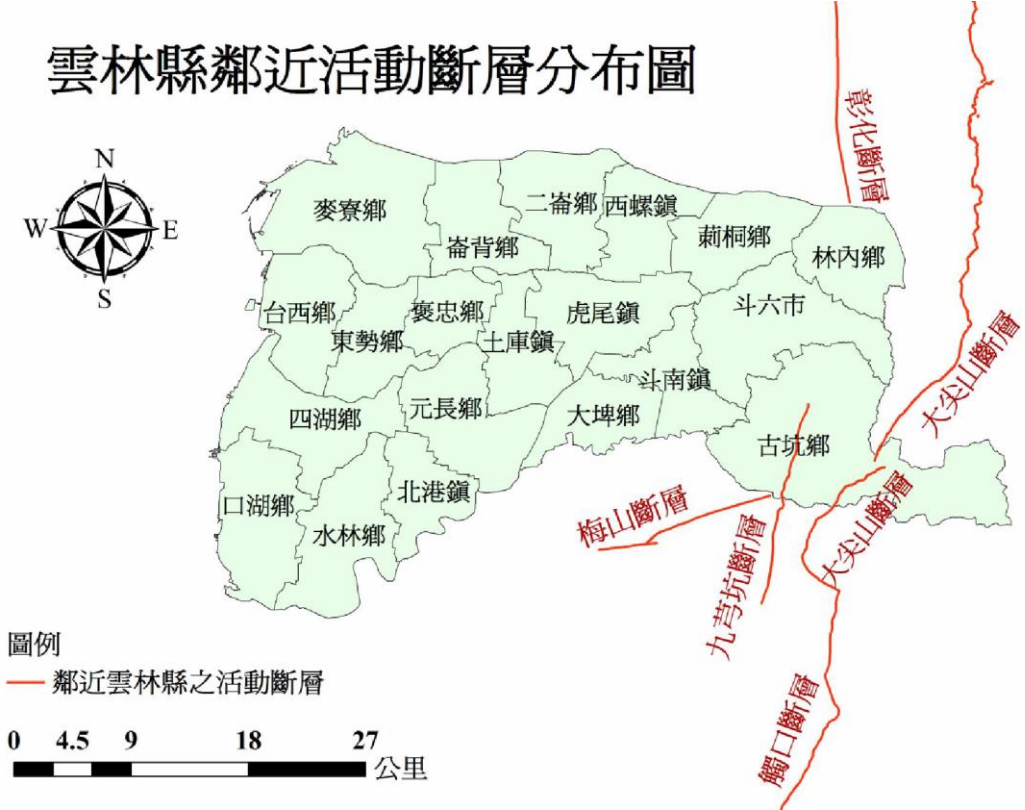 雲林縣鄰近活動斷層分布圖
彰化斷層
N
W
E
S
麥寮鄉
崙背鄉
二崙鄉
西螺鎮
莿桐鄉
林內鄉
台西鄉
東勢鄉
褒忠鄉
土庫鎮
虎尾鎮
斗六市
斗南鎮
大尖山斷層
四湖鄉
元長鄉
大埤鄉
古坑鄉
口湖鄉
水林鄉
北港鎮
梅山斷層
九芎坑斷層
大尖山斷層
觸口斷層
圖例
鄰近雲林縣之活動斷層
0 4.5 9 18 27
公里